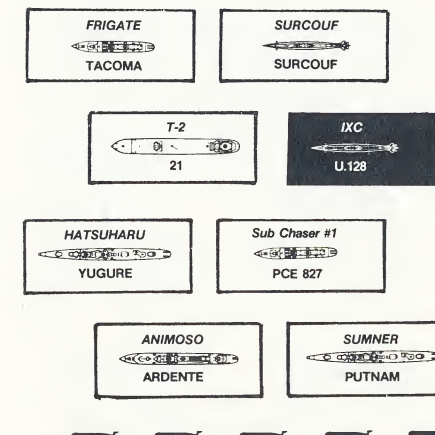 FRIGATE
TACOMA
SURCOUF
SURCOUF
T-2
21
IXC
U.128
HATSUHARU
YUGURE
Sub Chaser #1
PCE 827
ANIMOSO
ARDENTE
SUMNER
PUTNAM